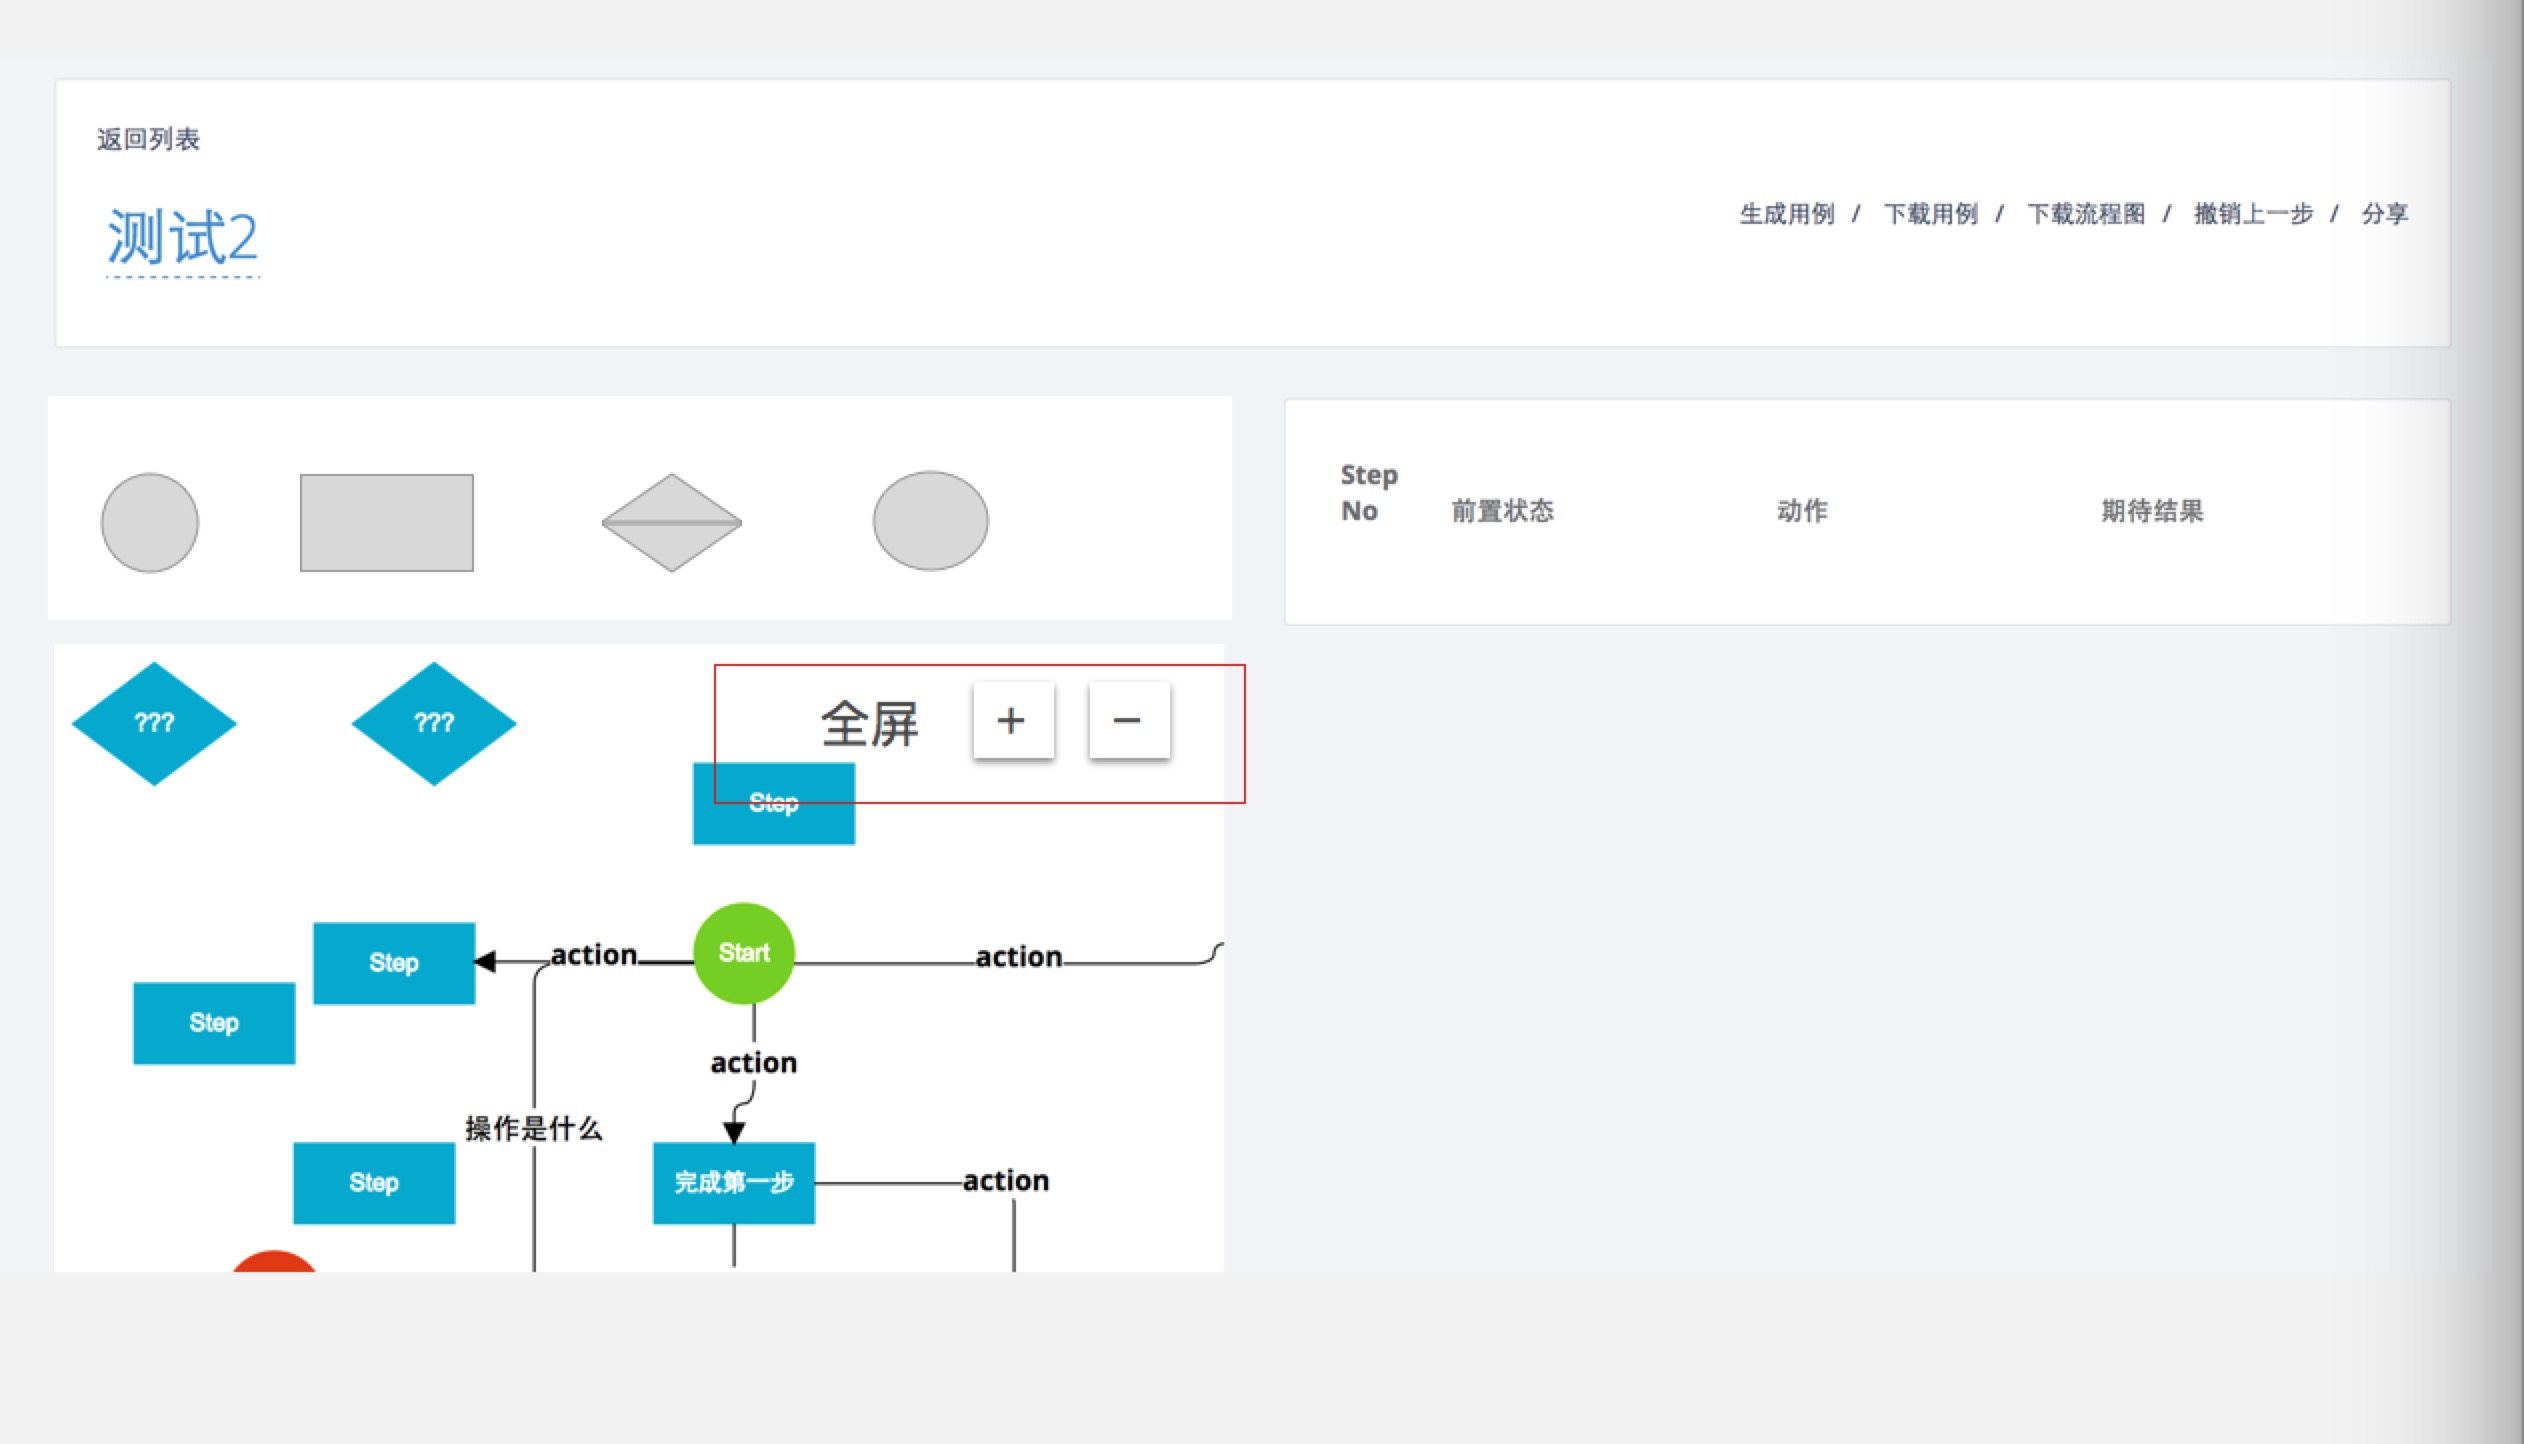 返回列表
测试2
生成用例 / 下载用例 / 下载流程图 / 撤销上一步 / 分享
Step
No 前置状态 动作 期待结果
??? ??? 全屏 + −
Step
Start
action action
Step
Step
action
操作是什么
Step 完成第一步 action